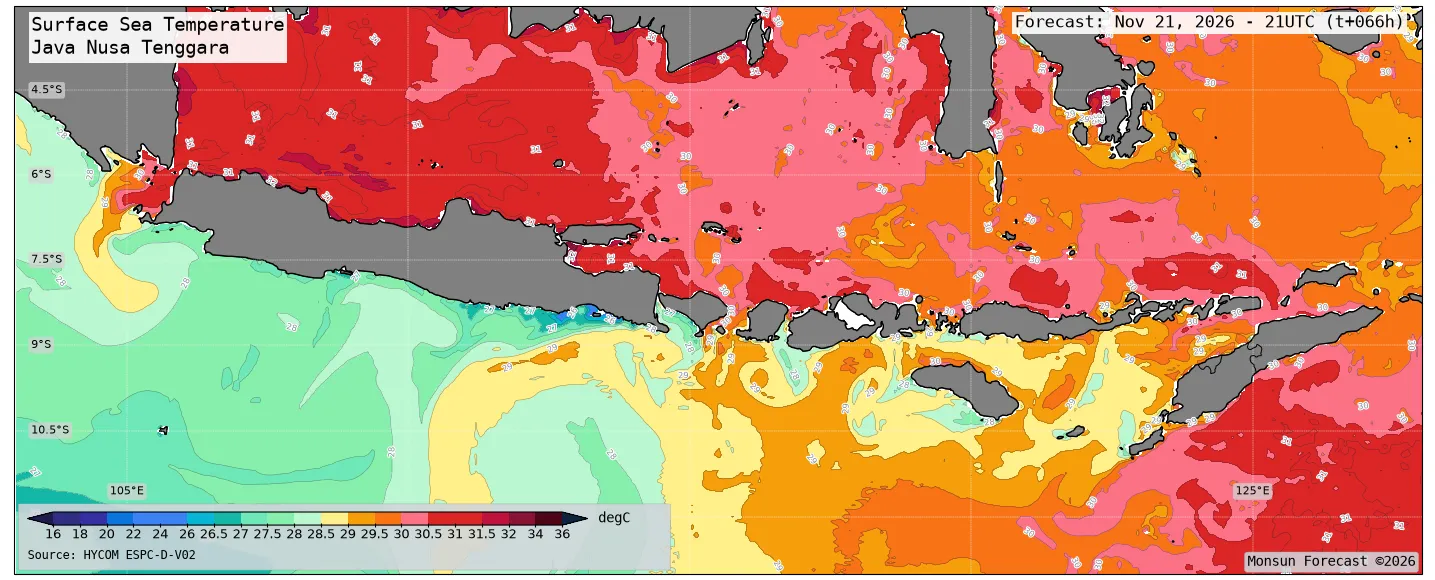 Surface Sea Temperature
Java Nusa Tenggara
Forecast: Nov 21, 2026 - 21UTC (t+066h)
4.5°S
6°S
7.5°S
9°S
10.5°S
105°E
125°E
16 18 20 22 24 26 26.5 27 27.5 28 28.5 29 29.5 30 30.5 31 31.5 32 34 36
degC
Source: HYCOM ESPC-D-V02
Monsun Forecast ©2026